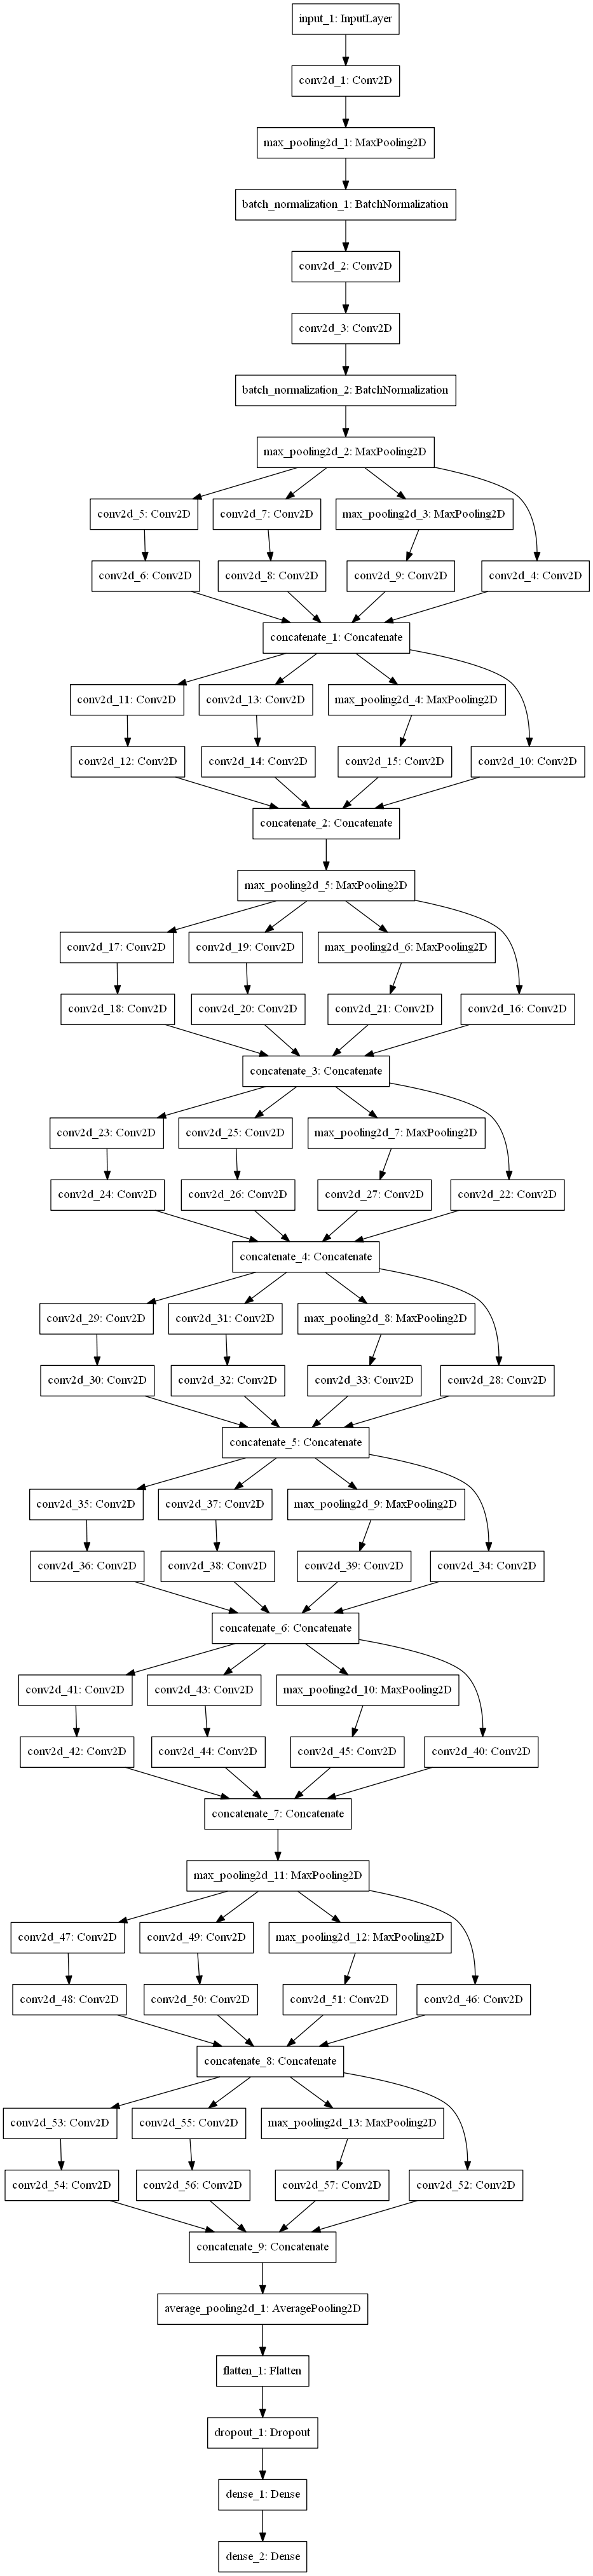 input_1: InputLayer
conv2d_1: Conv2D
max_pooling2d_1: MaxPooling2D
batch_normalization_1: BatchNormalization
conv2d_2: Conv2D
conv2d_3: Conv2D
batch_normalization_2: BatchNormalization
max_pooling2d_2: MaxPooling2D
conv2d_5: Conv2D
conv2d_7: Conv2D
max_pooling2d_3: MaxPooling2D
conv2d_6: Conv2D
conv2d_8: Conv2D
conv2d_9: Conv2D
conv2d_4: Conv2D
concatenate_1: Concatenate
conv2d_11: Conv2D
conv2d_13: Conv2D
max_pooling2d_4: MaxPooling2D
conv2d_12: Conv2D
conv2d_14: Conv2D
conv2d_15: Conv2D
conv2d_10: Conv2D
concatenate_2: Concatenate
max_pooling2d_5: MaxPooling2D
conv2d_17: Conv2D
conv2d_19: Conv2D
max_pooling2d_6: MaxPooling2D
conv2d_18: Conv2D
conv2d_20: Conv2D
conv2d_21: Conv2D
conv2d_16: Conv2D
concatenate_3: Concatenate
conv2d_23: Conv2D
conv2d_25: Conv2D
max_pooling2d_7: MaxPooling2D
conv2d_24: Conv2D
conv2d_26: Conv2D
conv2d_27: Conv2D
conv2d_22: Conv2D
concatenate_4: Concatenate
conv2d_29: Conv2D
conv2d_31: Conv2D
max_pooling2d_8: MaxPooling2D
conv2d_30: Conv2D
conv2d_32: Conv2D
conv2d_33: Conv2D
conv2d_28: Conv2D
concatenate_5: Concatenate
conv2d_35: Conv2D
conv2d_37: Conv2D
max_pooling2d_9: MaxPooling2D
conv2d_36: Conv2D
conv2d_38: Conv2D
conv2d_39: Conv2D
conv2d_34: Conv2D
concatenate_6: Concatenate
conv2d_41: Conv2D
conv2d_43: Conv2D
max_pooling2d_10: MaxPooling2D
conv2d_42: Conv2D
conv2d_44: Conv2D
conv2d_45: Conv2D
conv2d_40: Conv2D
concatenate_7: Concatenate
max_pooling2d_11: MaxPooling2D
conv2d_47: Conv2D
conv2d_49: Conv2D
max_pooling2d_12: MaxPooling2D
conv2d_48: Conv2D
conv2d_50: Conv2D
conv2d_51: Conv2D
conv2d_46: Conv2D
concatenate_8: Concatenate
conv2d_53: Conv2D
conv2d_55: Conv2D
max_pooling2d_13: MaxPooling2D
conv2d_54: Conv2D
conv2d_56: Conv2D
conv2d_57: Conv2D
conv2d_52: Conv2D
concatenate_9: Concatenate
average_pooling2d_1: AveragePooling2D
flatten_1: Flatten
dropout_1: Dropout
dense_1: Dense
dense_2: Dense